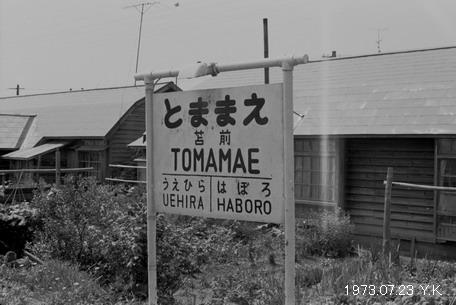 とままえ
苫前
TOMAMAE
うえひら はぼろ
UEHIRA HABORO
1973.07.23 Y.K.